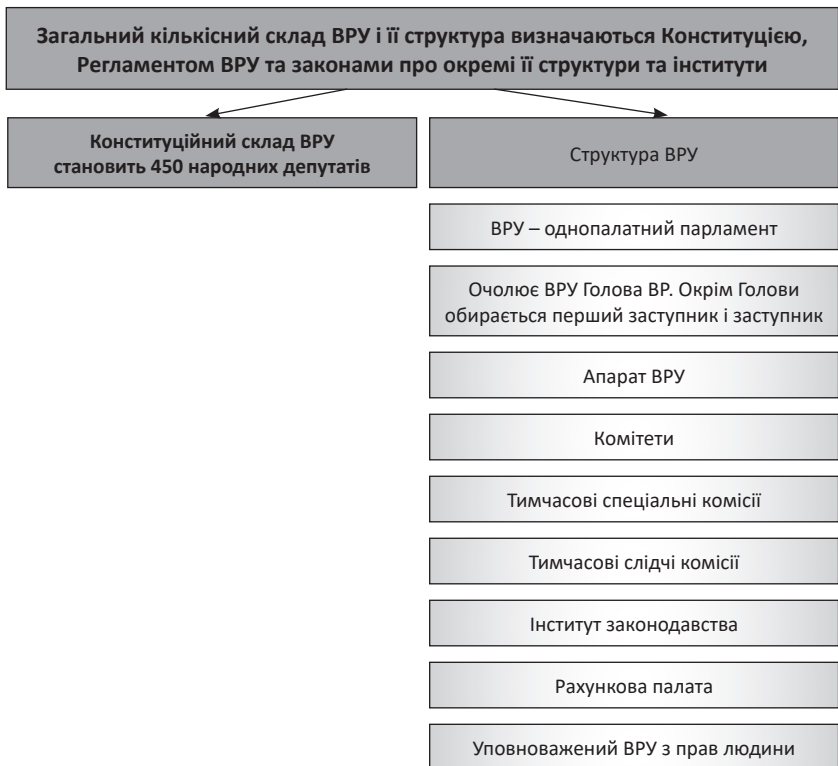 Загальний кількісний склад ВРУ і її структура визначаються Конституцією,
Регламентом ВРУ та законами про окремі її структури та інститути
Конституційний склад ВРУ
становить 450 народних депутатів
Структура ВРУ
ВРУ – однопалатний парламент
Очолює ВРУ Голова ВР. Окрім Голови
обирається перший заступник і заступник
Апарат ВРУ
Комітети
Тимчасові спеціальні комісії
Тимчасові слідчі комісії
Інститут законодавства
Рахункова палата
Уповноважений ВРУ з прав людини